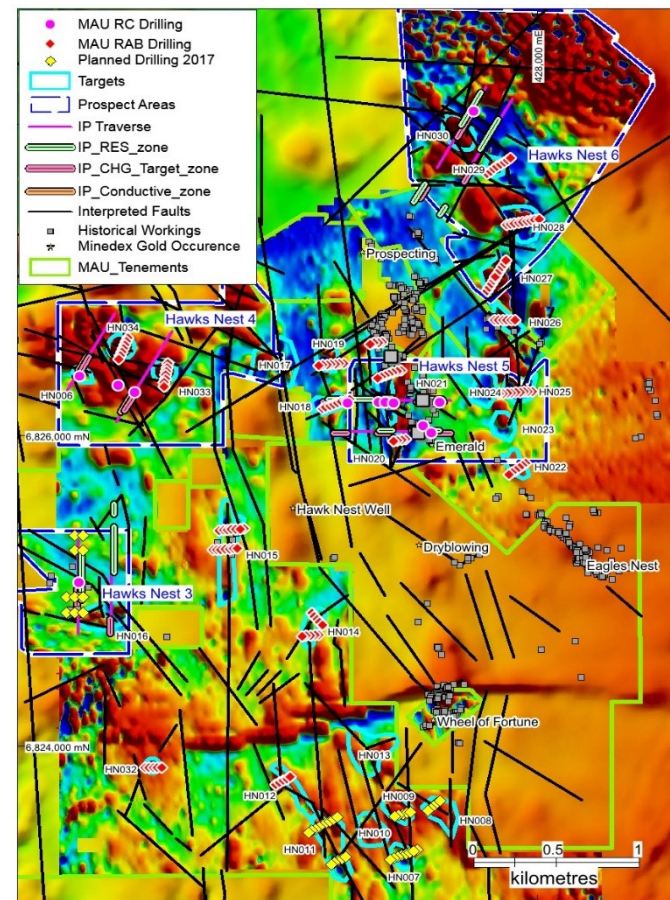 MAU RC Drilling
MAU RAB Drilling
Planned Drilling 2017
Targets
Prospect Areas
IP Traverse
IP_RES_zone
IP_CHG_Target_zone
IP_Conductive_zone
Interpreted Faults
Historical Workings
Minedex Gold Occurence
MAU_Tenements
428,000 mE
HN030
Hawks Nest 6
HN029
HN028
Prospecting
HN027
HN034
Hawks Nest 4
HN026
HN019
HN017
Hawks Nest 5
HN006
HN033
HN021
HN024
HN025
HN018
HN023
6,826,000 mN
HN020
Emerald
HN022
Hawk Nest Well
Dryblowing
HN015
Eagles Nest
Hawks Nest 3
HN016
HN014
Wheel of Fortune
6,824,000 mN
HN013
HN032
HN012
HN009
HN008
HN010
HN011
HN007
0 0.5 1
kilometres